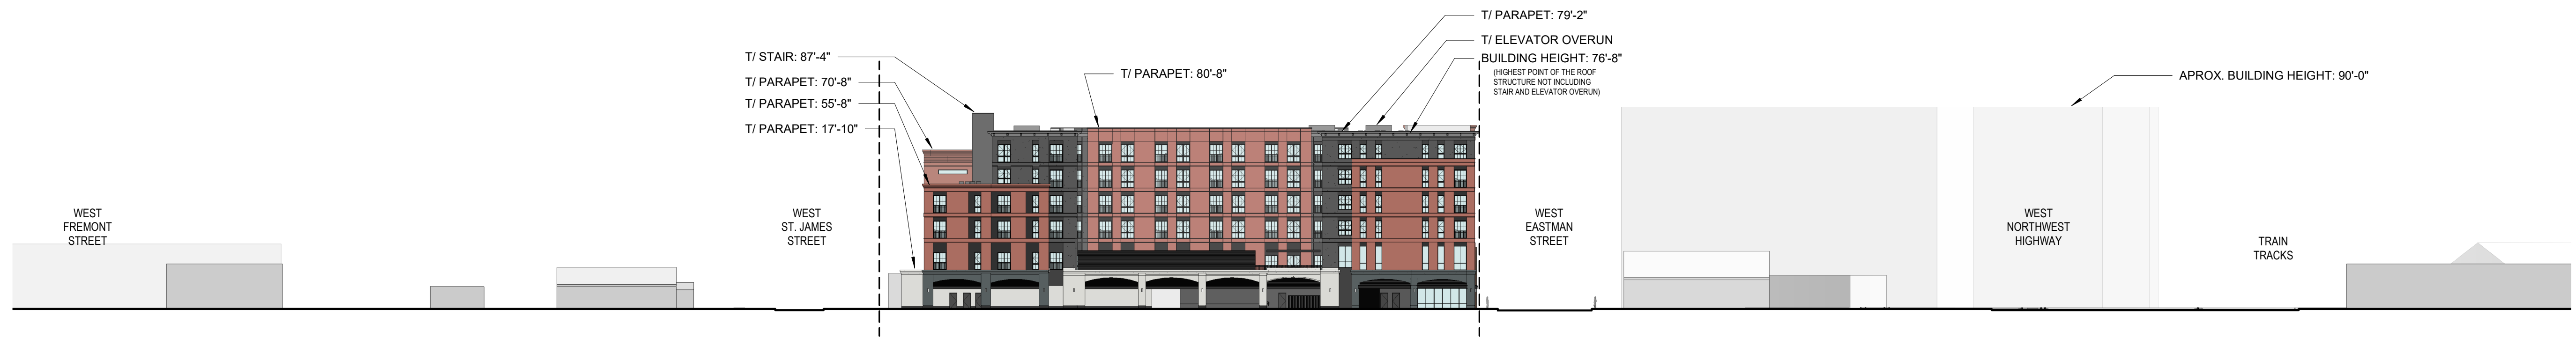 T/ PARAPET: 79'-2"
T/ ELEVATOR OVERUN
BUILDING HEIGHT: 76'-8"
(HIGHEST POINT OF THE ROOF
STRUCTURE NOT INCLUDING
STAIR AND ELEVATOR OVERUN)
T/ STAIR: 87'-4"
T/ PARAPET: 70'-8"
T/ PARAPET: 55'-8"
T/ PARAPET: 17'-10"
T/ PARAPET: 80'-8"
APROX. BUILDING HEIGHT: 90'-0"
WEST
FREMONT
STREET
WEST
ST. JAMES
STREET
WEST
EASTMAN
STREET
WEST
NORTHWEST
HIGHWAY
TRAIN
TRACKS